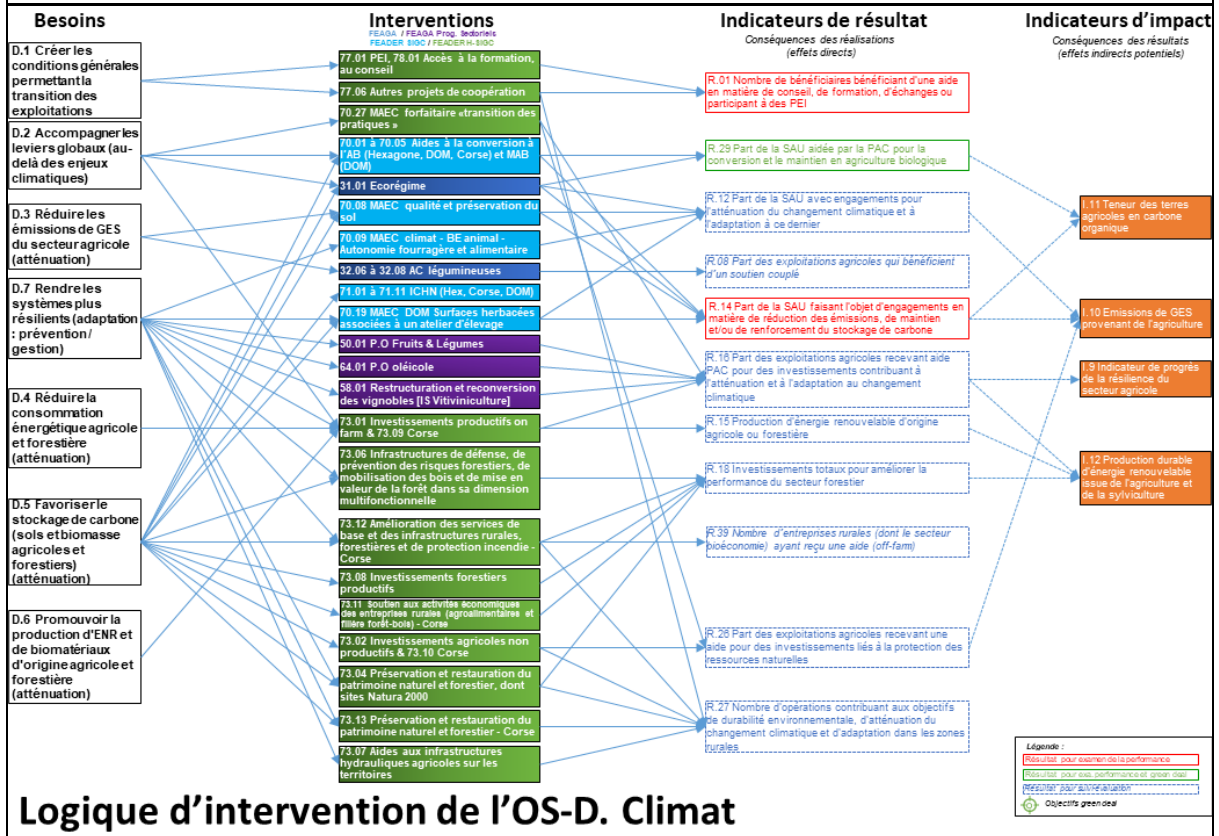 Besoins
D.1 Créer les
conditions générales
permettant la
transition des
exploitations
D.2 Accompagner les
leviers globaux (au-
delà des enjeux
climatiques)
D.3 Réduire les
émissions de GES
du secteur agricole
(atténuation)
D.7 Rendre les
systèmes plus
résilients (adaptation
: prévention /
gestion)
D.4 Réduire la
consommation
énergétique agricole
et forestière
(atténuation)
D.5 Favoriser le
stockage de carbone
(sols et biomasse
agricoles et
forestiers)
(atténuation)
D.6 Promouvoir la
production d'ENR et
de biomatériaux
d'origine agricole et
forestière
(atténuation)
Interventions
FEAGA / FEAGA Prog. Sectoriels
FEADER SIGC / FEADER H-SIGC
77.01 PEI, 78.01 Accès à la formation,
au conseil
77.06 Autres projets de coopération
70.27 MAEC forfaitaire «transition des
pratiques »
70.01 à 70.05 Aides à la conversion à
l'AB (Hexagone, DOM, Corse) et MAB
(DOM)
31.01 Ecorégime
70.08 MAEC qualité et préservation du
sol
70.09 MAEC climat - BE animal -
Autonomie fourragère et alimentaire
32.06 à 32.08 AC légumineuses
71.01 à 71.11 ICHN (Hex, Corse, DOM)
70.19 MAEC DOM Surfaces herbacées
associées à un atelier d'élevage
50.01 P.O Fruits & Légumes
64.01 P.O oléicole
58.01 Restructuration et reconversion
des vignobles [IS Vitiviniculture]
73.01 Investissements productifs on
farm & 73.09 Corse
73.06 Infrastructures de défense, de
prévention des risques forestiers, de
mobilisation des bois et de mise en
valeur de la forêt dans sa dimension
multifonctionnelle
73.12 Amélioration des services de
base et des infrastructures rurales,
forestières et de protection incendie -
Corse
73.08 Investissements forestiers
productifs
73.11 Soutien aux activités économiques
des entreprises rurales (agroalimentaires et
filière forêt-bois) - Corse
73.02 Investissements agricoles non
productifs & 73.10 Corse
73.04 Préservation et restauration du
patrimoine naturel et forestier, dont
sites Natura 2000
73.13 Préservation et restauration du
patrimoine naturel et forestier - Corse
73.07 Aides aux infrastructures
hydrauliques agricoles sur les
territoires
Indicateurs de résultat
Conséquences des réalisations
(effets directs)
R.01 Nombre de bénéficiaires bénéficiant d'une aide
en matière de conseil, de formation, d'échanges ou
participant à des PEI
R.29 Part de la SAU aidée par la PAC pour la
conversion et le maintien en agriculture biologique
R.12 Part de la SAU avec engagements pour
l'atténuation du changement climatique et à
l'adaptation à ce dernier
R.08 Part des exploitations agricoles qui bénéficient
d'un soutien couplé
R.14 Part de la SAU faisant l'objet d'engagements en
matière de réduction des émissions, de maintien
et/ou de renforcement du stockage de carbone
R.16 Part des exploitations agricoles recevant aide
PAC pour des investissements contribuant à
l'atténuation et à l'adaptation au changement
climatique
R.15 Production d'énergie renouvelable d'origine
agricole ou forestière
R.18 Investissements totaux pour améliorer la
performance du secteur forestier
R.39 Nombre d'entreprises rurales (dont le secteur
bioéconomie) ayant reçu une aide (off-farm)
R.26 Part des exploitations agricoles recevant une
aide pour des investissements liés à la protection des
ressources naturelles
R.27 Nombre d'opérations contribuant aux objectifs
de durabilité environnementale, d'atténuation du
changement climatique et d'adaptation dans les zones
rurales
Indicateurs d'impact
Conséquences des résultats
(effets indirects potentiels)
I.11 Teneur des terres
agricoles en carbone
organique
I.10 Emissions de GES
provenant de l'agriculture
I.9 Indicateur de progrès
de la résilience du
secteur agricole
I.12 Production durable
d'énergie renouvelable
issue de l'agriculture et
de la sylviculture
Légende :
Résultat pour examen de la performance
Résultat pour exa. performance et green deal
Résultat pour suivi/évaluation
Objectifs green deal
Logique d'intervention de l'OS-D. Climat